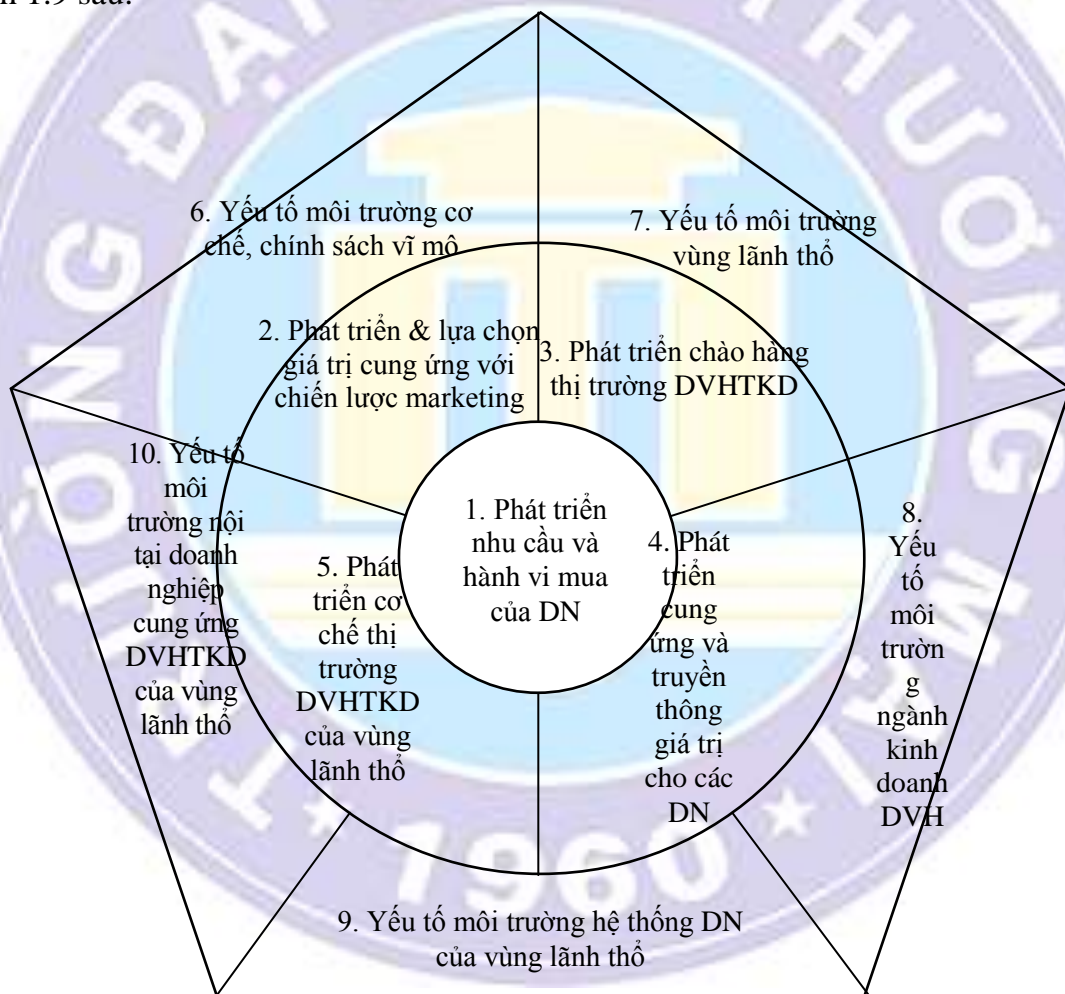 1.9 sau:
6. Yếu tố môi trường cơ
chế, chính sách vĩ mô
7. Yếu tố môi trường
vùng lãnh thổ
2. Phát triển & lựa chọn
giá trị cung ứng với
chiến lược marketing
3. Phát triển chào hàng
thị trường DVHTKD
10. Yếu tố
môi
trường nội
tại doanh
nghiệp
cung ứng
DVHTKD
của vùng
lãnh thổ
5. Phát
triển cơ
chế thị
trường
DVHTKD
của vùng
lãnh thổ
1. Phát triển
nhu cầu và
hành vi mua
của DN
4. Phát
triển
cung
ứng và
truyền
thông
giá trị
cho các
DN
8.
Yếu
tố
môi
trườn
g
ngành
kinh
doanh
DVH
9. Yếu tố môi trường hệ thống DN
của vùng lãnh thổ
1960